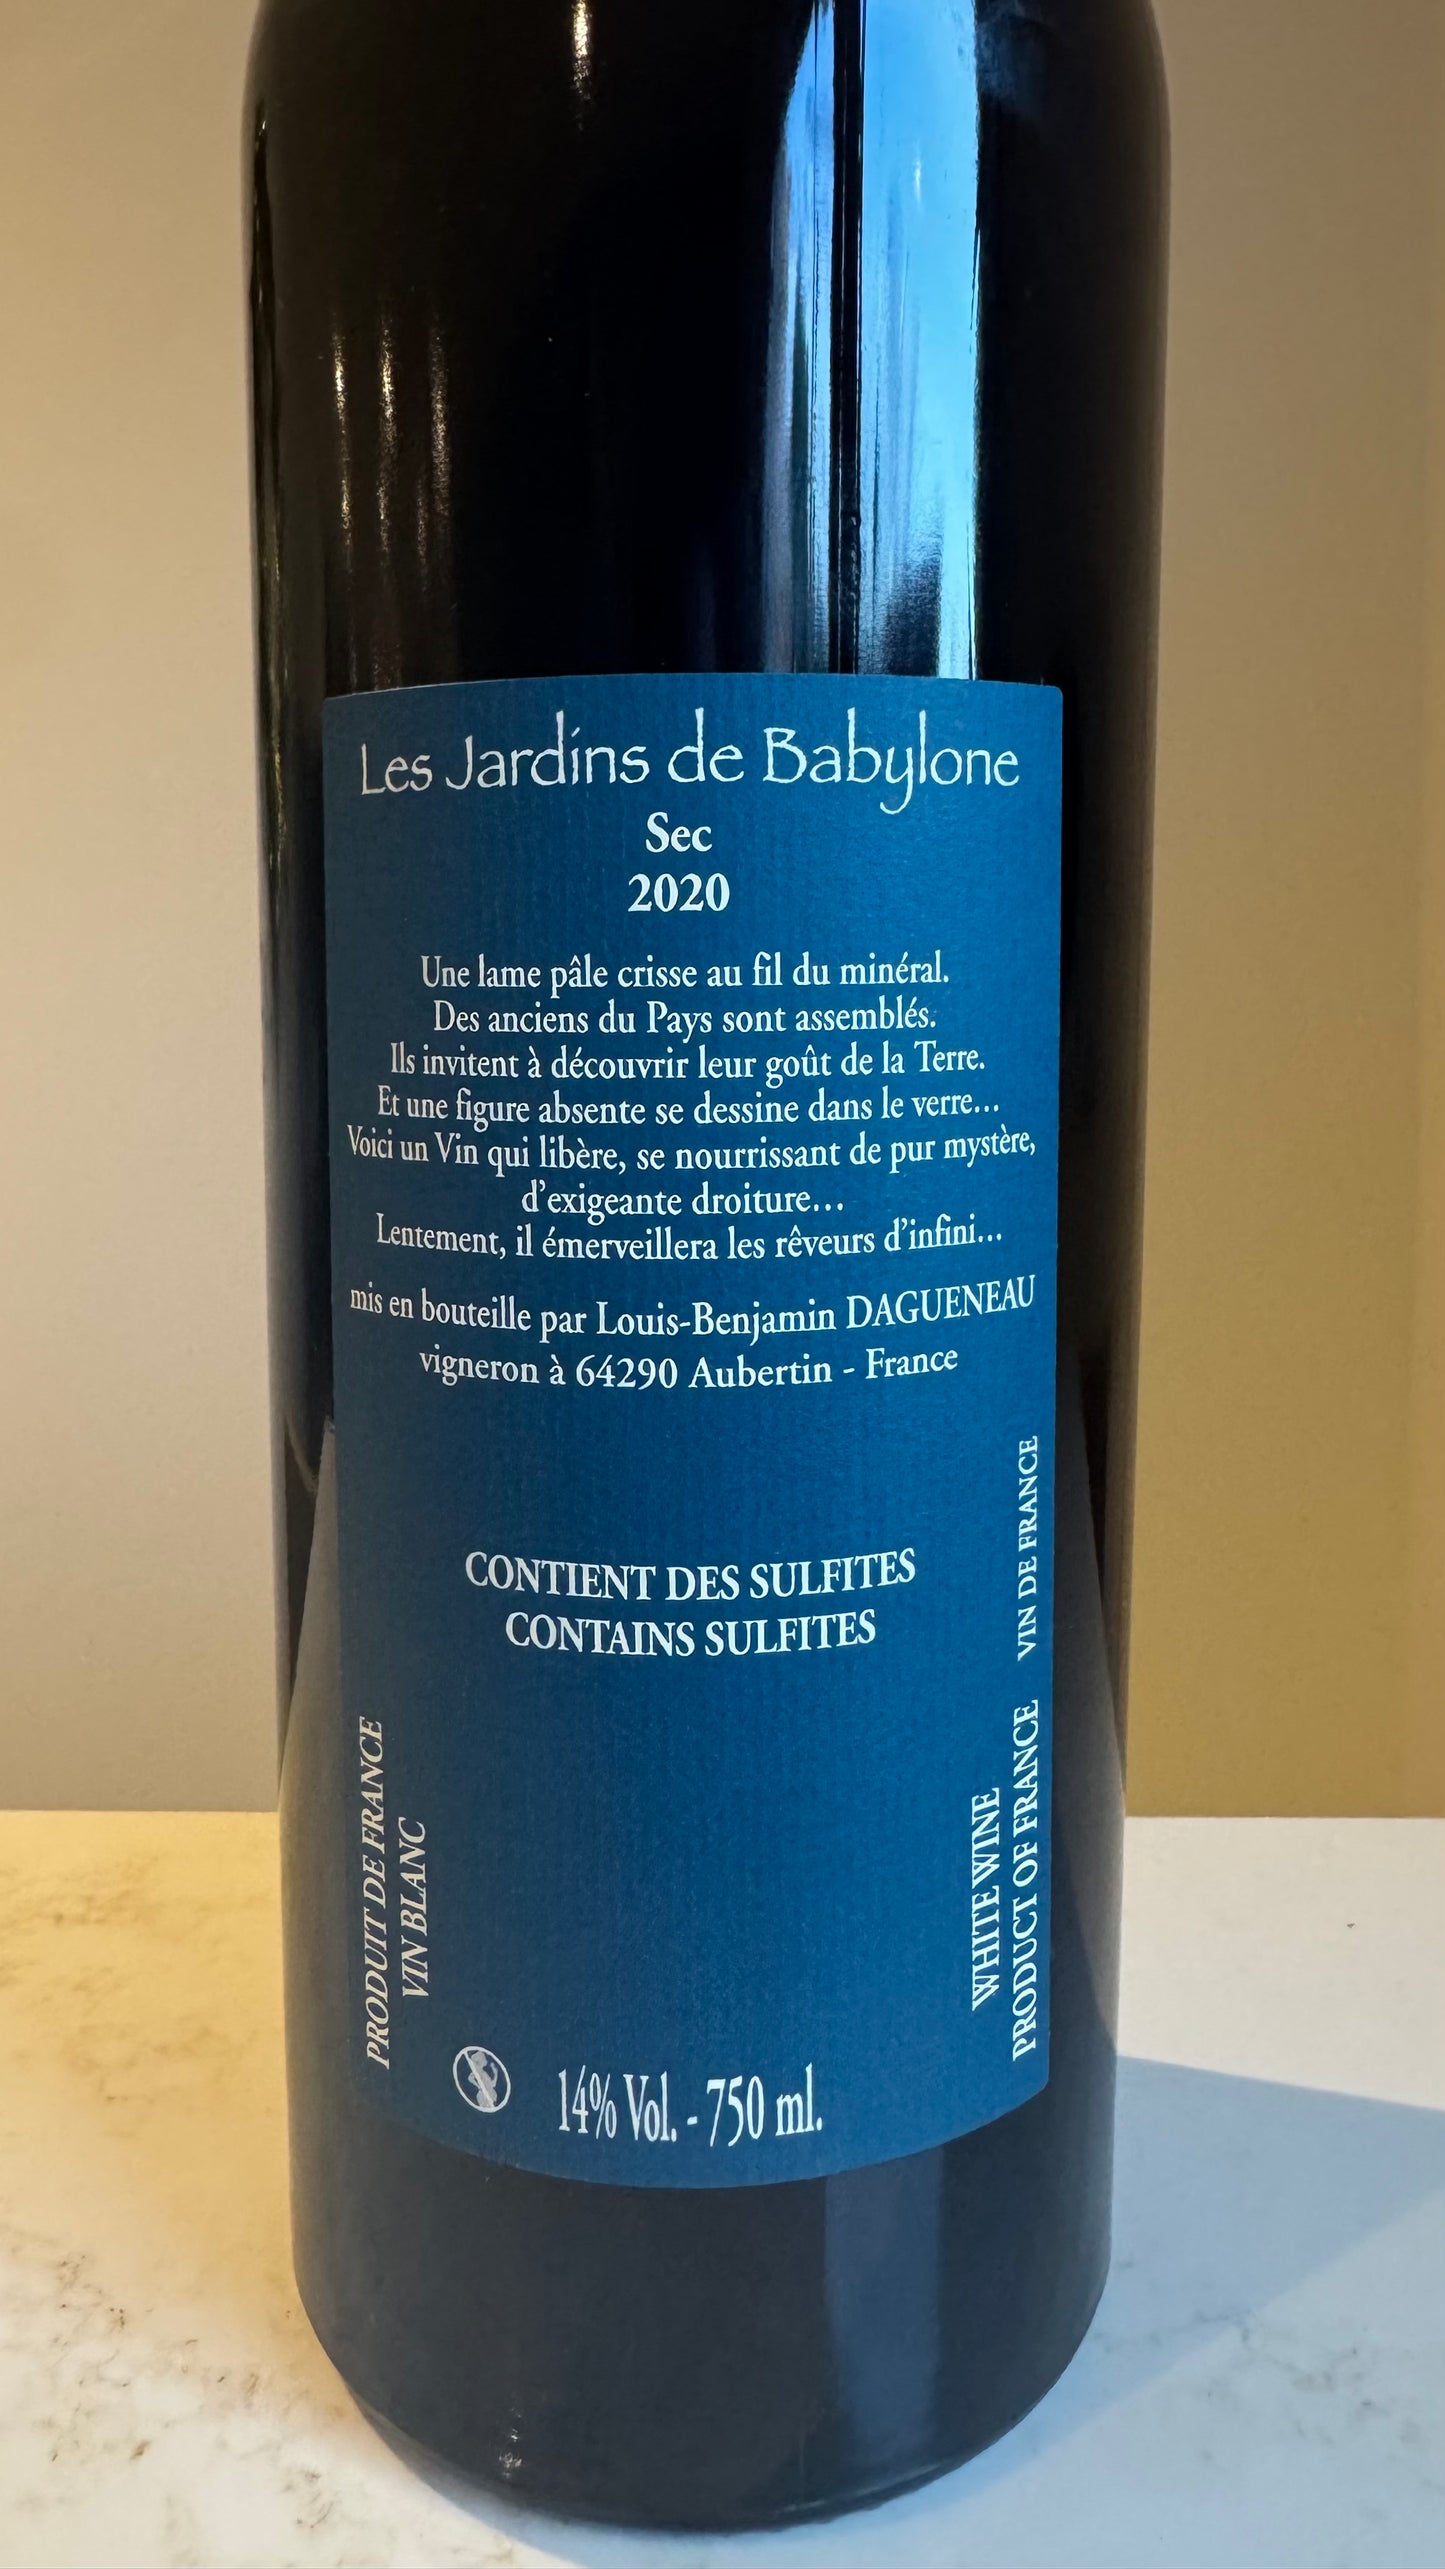 Les Jardins de Babylone
Sec
2020
Une lame pâle crisse au fil du minéral.
Des anciens du Pays sont assemblés.
Ils invitent à découvrir leur goût de la Terre.
Et une figure absente se dessine dans le verre...
Voici un Vin qui libère, se nourrissant de pur mystère,
d'exigeante droiture...
Lentement, il émerveillera les rêveurs d'infini...
mis en bouteille par Louis-Benjamin DAGUENEAU
vigneron à 64290 Aubertin - France
CONTIENT DES SULFITES
CONTAINS SULFITES
PRODUIT DE FRANCE
VIN BLANC
WHITE WINE
PRODUCT OF FRANCE VIN DE FRANCE
14% Vol. - 750 ml.